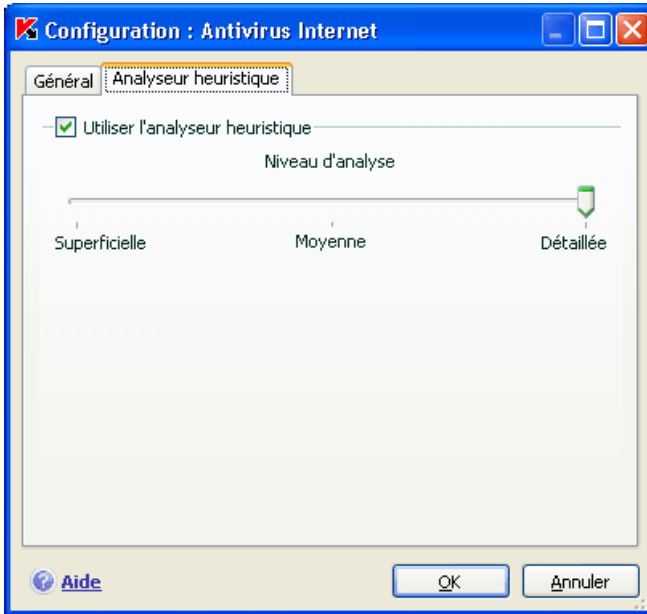 Configuration : Antivirus Internet
Général Analyseur heuristique
Utiliser l'analyseur heuristique
Niveau d'analyse
Superficielle Moyenne Détaillée
Aide OK Annuler